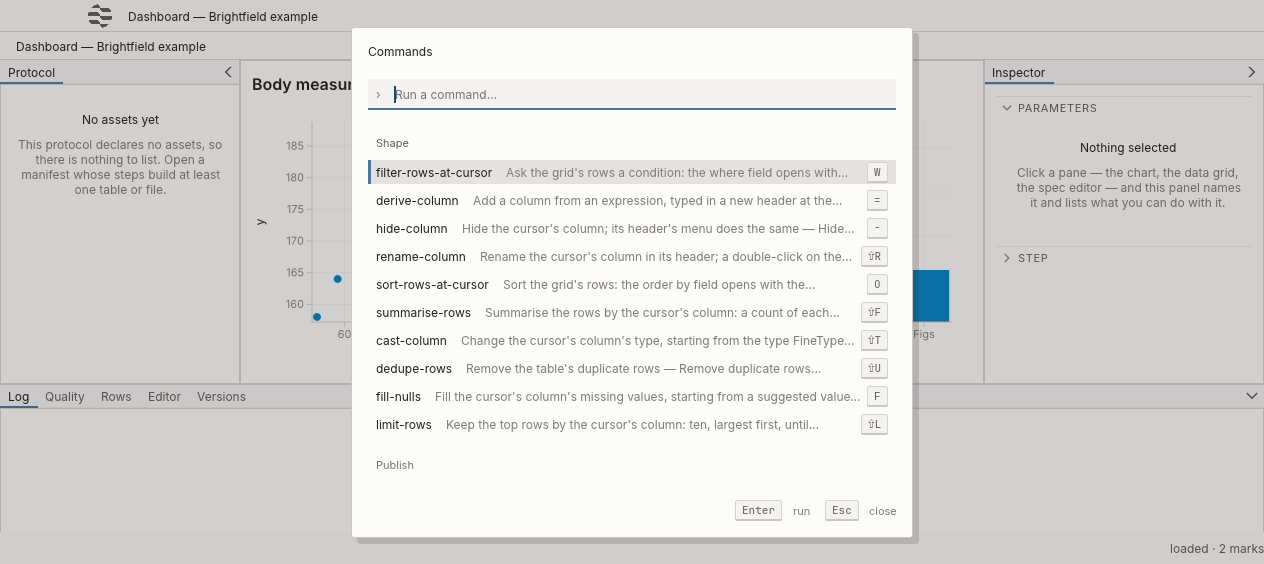 Dashboard — Brightfield example
Dashboard — Brightfield example
Protocol
No assets yet
This protocol declares no assets, so
there is nothing to list. Open a
manifest whose steps build at least
one table or file.
Body measur
185
180
175
170
165
160
y
60
Figs
Commands
› Run a command...
Shape
filter-rows-at-cursor Ask the grid's rows a condition: the where field opens with... W
derive-column Add a column from an expression, typed in a new header at the... =
hide-column Hide the cursor's column; its header's menu does the same — Hide... -
rename-column Rename the cursor's column in its header; a double-click on the... ⇧R
sort-rows-at-cursor Sort the grid's rows: the order by field opens with the... O
summarise-rows Summarise the rows by the cursor's column: a count of each... ⇧F
cast-column Change the cursor's column's type, starting from the type FineType... ⇧T
dedupe-rows Remove the table's duplicate rows — Remove duplicate rows... ⇧U
fill-nulls Fill the cursor's column's missing values, starting from a suggested value... F
limit-rows Keep the top rows by the cursor's column: ten, largest first, until... ⇧L
Publish
Enter run Esc close
Inspector
PARAMETERS
Nothing selected
Click a pane — the chart, the data grid,
the spec editor — and this panel names
it and lists what you can do with it.
STEP
Log Quality Rows Editor Versions
loaded · 2 marks